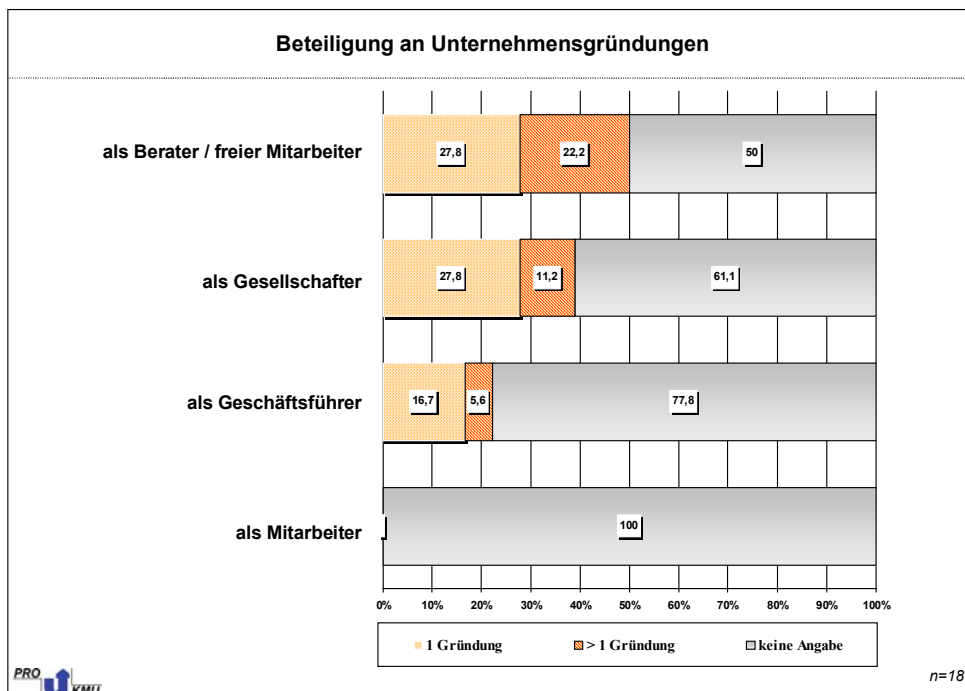 Beteiligung an Unternehmensgründungen
als Berater / freier Mitarbeiter
27,8
22,2
50
als Gesellschafter
27,8
11,2
61,1
als Geschäftsführer
16,7
5,6
77,8
als Mitarbeiter
100
0% 10% 20% 30% 40% 50% 60% 70% 80% 90% 100%
1 Gründung > 1 Gründung keine Angabe
PRO
KMU
n=18